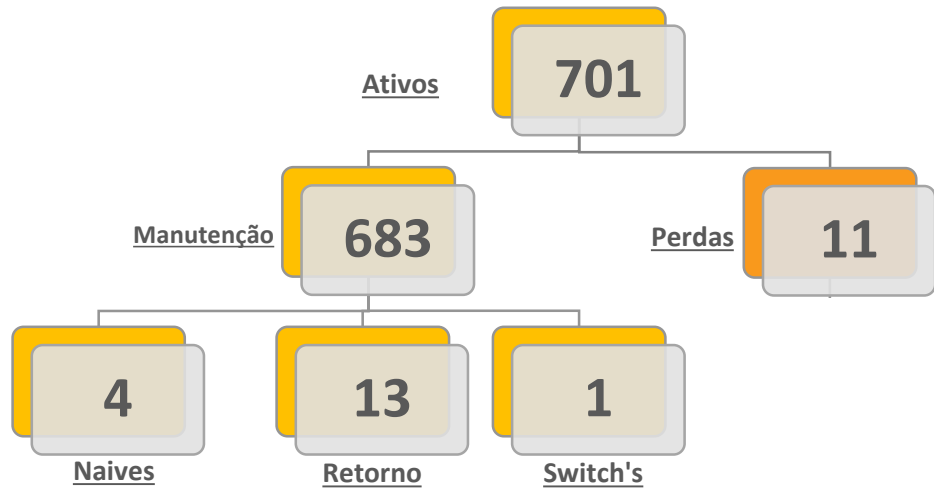 Ativos
701
Manutenção
683
Perdas
11
4
13
1
Naives
Retorno
Switch's